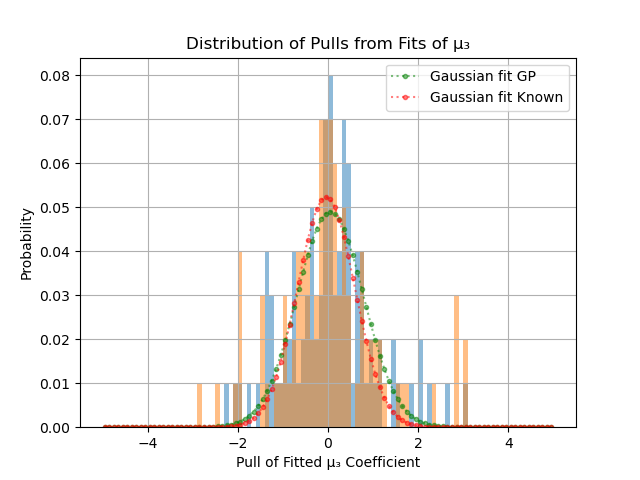 Distribution of Pulls from Fits of μ₃
Gaussian fit GP
Gaussian fit Known
0.08
0.07
0.06
0.05
0.04
0.03
0.02
0.01
0.00
Probability
−4 −2 0 2 4
Pull of Fitted μ₃ Coefficient